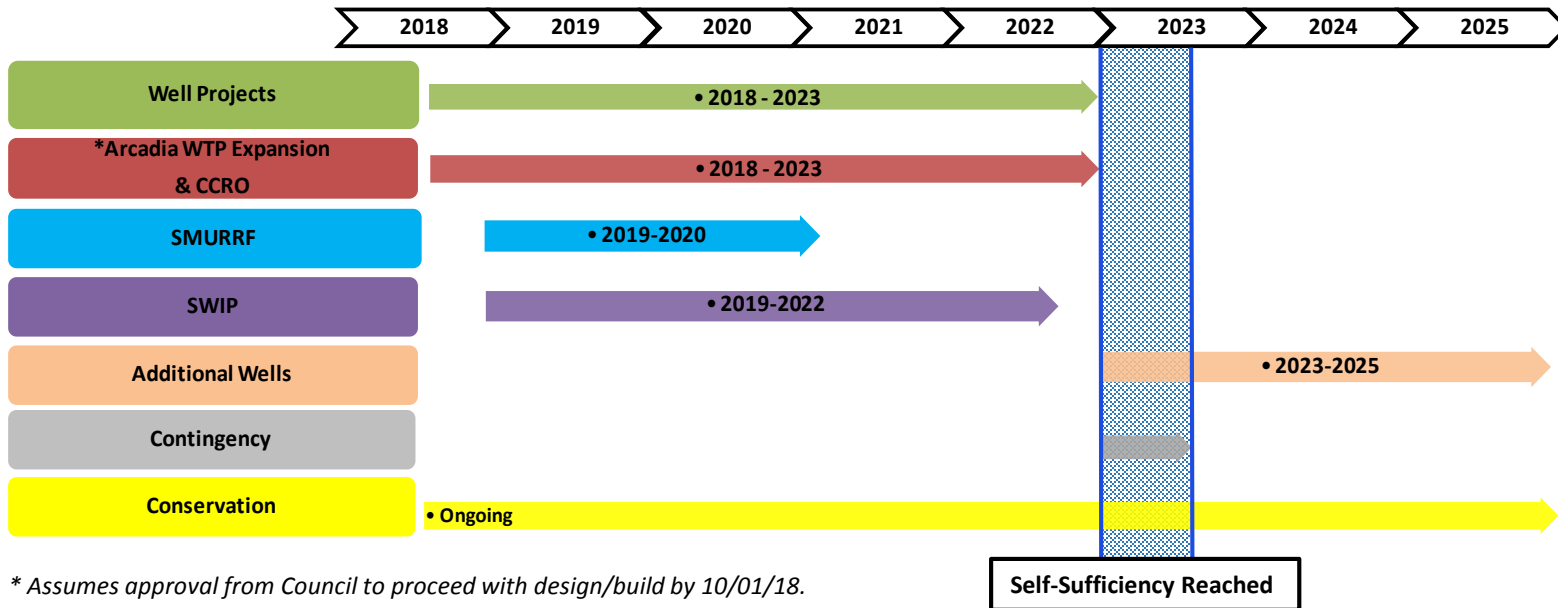 2018 2019 2020 2021 2022 2023 2024 2025
Well Projects
• 2018 - 2023
*Arcadia WTP Expansion
& CCRO
• 2018 - 2023
SMURRF
• 2019-2020
SWIP
• 2019-2022
Additional Wells
• 2023-2025
Contingency
Conservation
• Ongoing
* Assumes approval from Council to proceed with design/build by 10/01/18.
Self-Sufficiency Reached